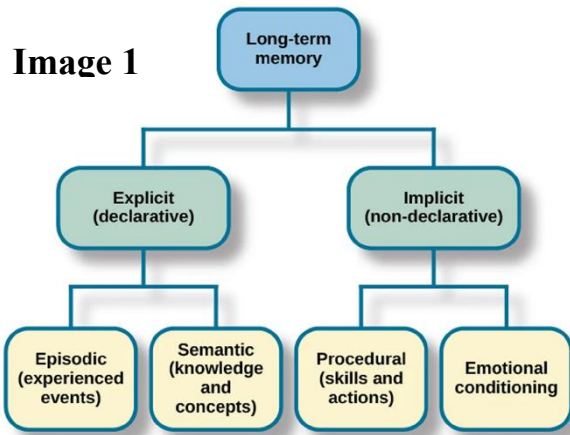 Long-term
memory
Image 1
Explicit
(declarative)
Implicit
(non-declarative)
Episodic
(experienced
events)
Semantic
(knowledge
and
concepts)
Procedural
(skills and
actions)
Emotional
conditioning